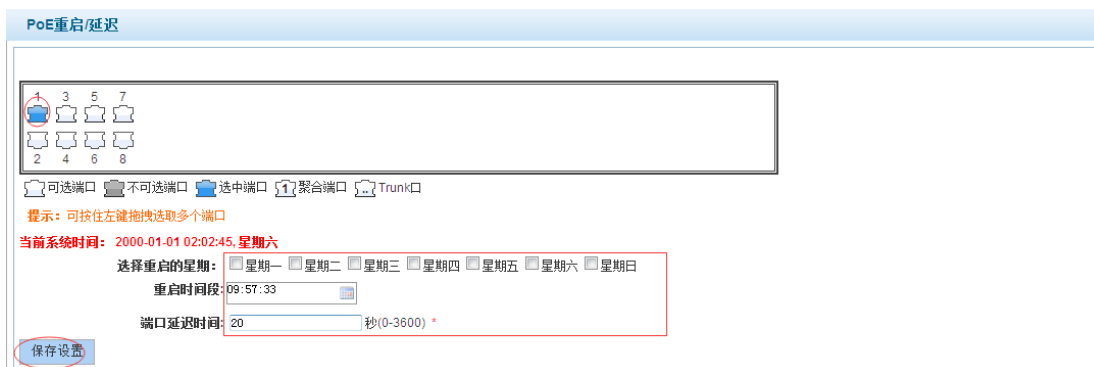 PoE重启/延迟
1 3 5 7
2 4 6 8
可选端口 不可选端口 选中端口 1 聚合端口 .. Trunk口
提示：可按住左键拖拽选取多个端口
当前系统时间： 2000-01-01 02:02:45, 星期六
选择重启的星期： 星期一 星期二 星期三 星期四 星期五 星期六 星期日
重启时间段: 09:57:33
端口延迟时间: 20 秒(0-3600) *
保存设置